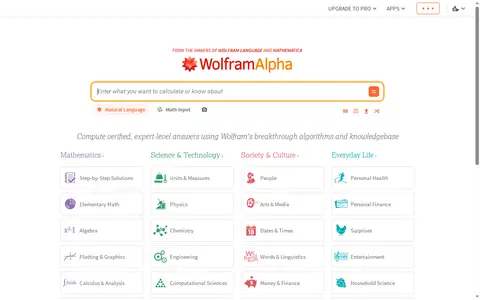 UPGRADE TO PRO
APPS
FROM THE MAKERS OF WOLFRAM LANGUAGE AND MATHEMATICA
WolframAlpha
Enter what you want to calculate or know about
Natural Language
Math Input
Compute verified, expert-level answers using Wolfram's breakthrough algorithms and knowledgebase
Mathematics ›
Science & Technology ›
Society & Culture ›
Everyday Life ›
Step-by-Step Solutions
Units & Measures
People
Personal Health
Elementary Math
Physics
Arts & Media
Personal Finance
Algebra
Chemistry
Dates & Times
Surprises
Plotting & Graphics
Engineering
Words & Linguistics
Entertainment
Calculus & Analysis
Computational Sciences
Money & Finance
Household Science